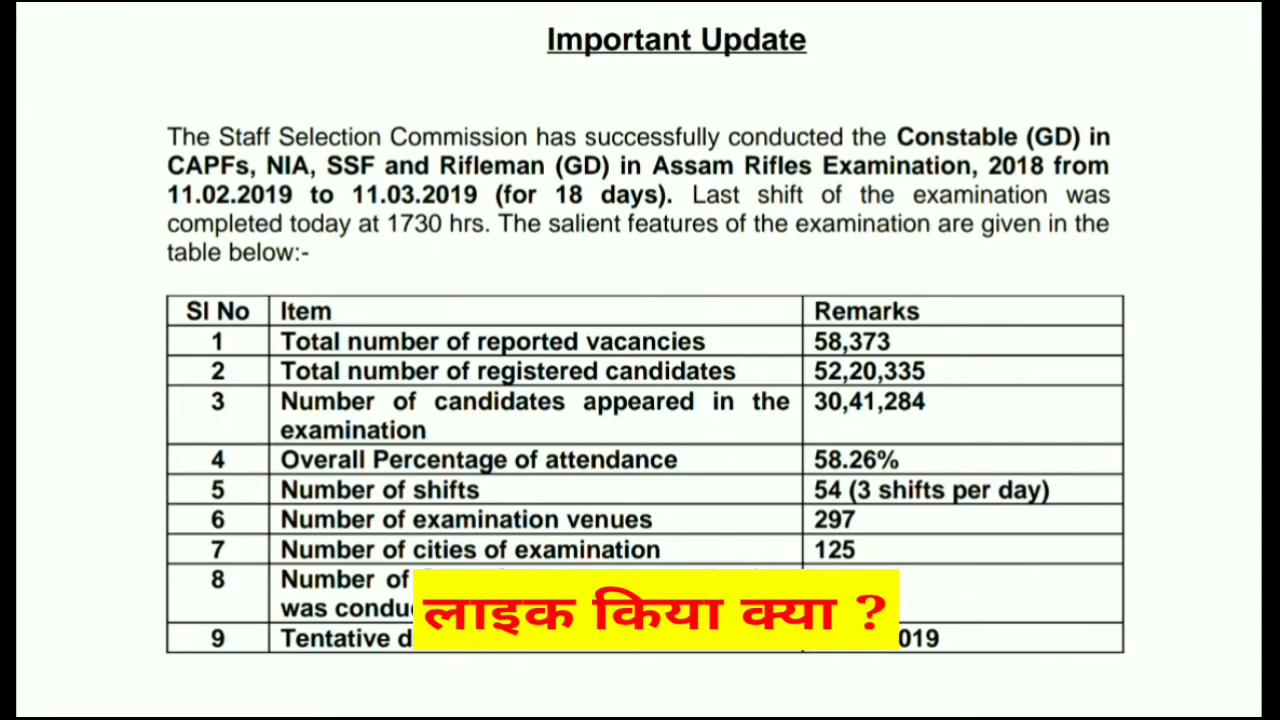 Important Update
The Staff Selection Commission has successfully conducted the Constable (GD) in
CAPFs, NIA, SSF and Rifleman (GD) in Assam Rifles Examination, 2018 from
11.02.2019 to 11.03.2019 (for 18 days). Last shift of the examination was
completed today at 1730 hrs. The salient features of the examination are given in the
table below:-
Sl No Item Remarks
1 Total number of reported vacancies 58,373
2 Total number of registered candidates 52,20,335
3 Number of candidates appeared in the 30,41,284
examination
4 Overall Percentage of attendance 58.26%
5 Number of shifts 54 (3 shifts per day)
6 Number of examination venues 297
7 Number of cities of examination 125
8 Number of
was
लाइक किया क्या ?
9 Tentative